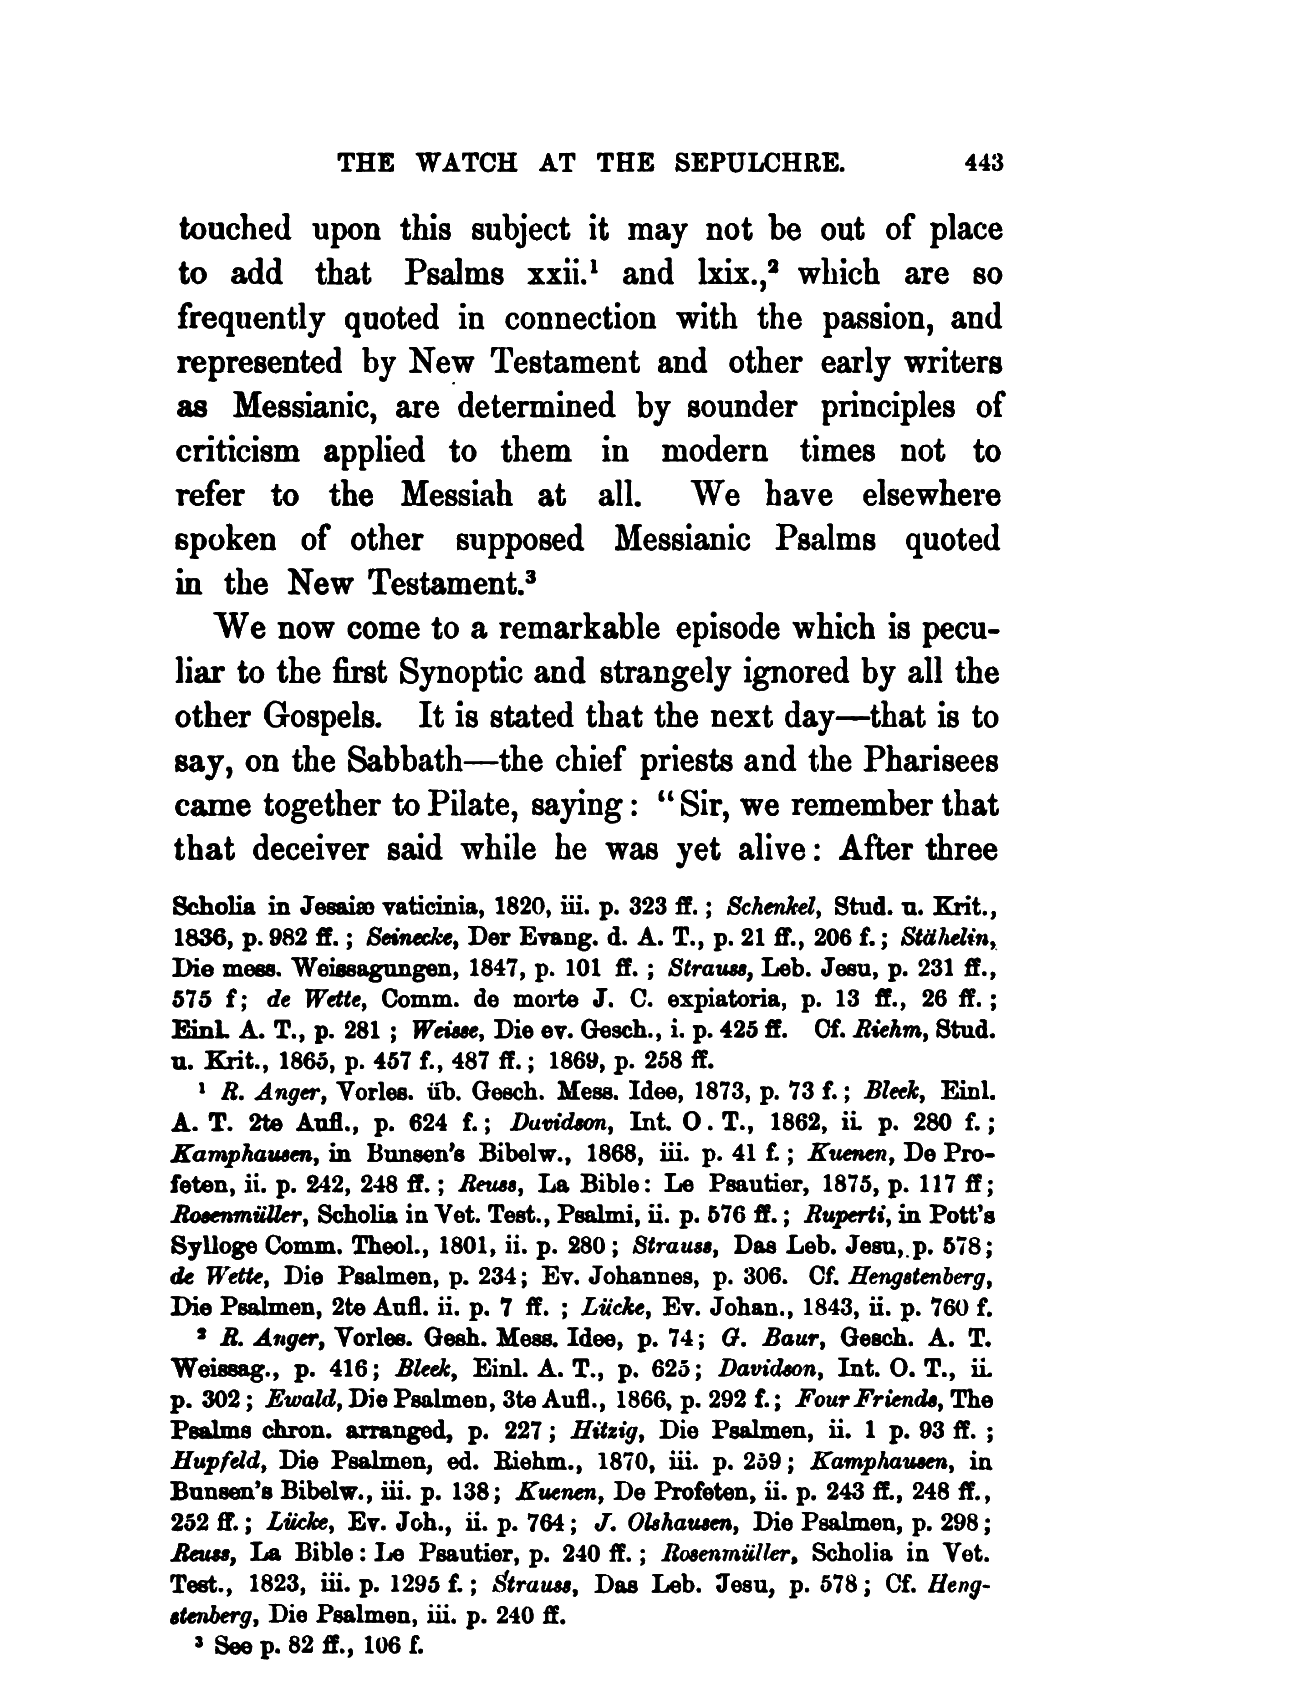 THE WATCH AT THE SEPULCHRE. 443
touched upon this subject it may not be out of place
to add that Psalms xxii.¹ and lxix.,² which are so
frequently quoted in connection with the passion, and
represented by New Testament and other early writers
as Messianic, are determined by sounder principles of
criticism applied to them in modern times not to
refer to the Messiah at all. We have elsewhere
spoken of other supposed Messianic Psalms quoted
in the New Testament.³
We now come to a remarkable episode which is pecu-
liar to the first Synoptic and strangely ignored by all the
other Gospels. It is stated that the next day—that is to
say, on the Sabbath—the chief priests and the Pharisees
came together to Pilate, saying: “Sir, we remember that
that deceiver said while he was yet alive: After three
Scholia in Jesaiæ vaticinia, 1820, iii. p. 323 ff.; Schenkel, Stud. u. Krit.,
1836, p. 982 ff.; Seinecke, Der Evang. d. A. T., p. 21 ff., 206 f.; Stähelin,
Die mess. Weissagungen, 1847, p. 101 ff.; Strauss, Leb. Jesu, p. 231 ff.,
575 f; de Wette, Comm. de morte J. C. expiatoria, p. 13 ff., 26 ff.;
Einl. A. T., p. 281; Weisse, Die ev. Gesch., i. p. 425 ff. Cf. Riehm, Stud.
u. Krit., 1865, p. 457 f., 487 ff.; 1869, p. 258 ff.
¹ R. Anger, Vorles. üb. Gesch. Mess. Idee, 1873, p. 73 f.; Bleek, Einl.
A. T. 2te Aufl., p. 624 f.; Davidson, Int. O. T., 1862, ii. p. 280 f.;
Kamphausen, in Bunsen's Bibelw., 1868, iii. p. 41 f.; Kuenen, De Pro-
feten, ii. p. 242, 248 ff.; Reuss, La Bible: Le Psautier, 1875, p. 117 ff;
Rosenmüller, Scholia in Vet. Test., Psalmi, ii. p. 576 ff.; Ruperti, in Pott's
Sylloge Comm. Theol., 1801, ii. p. 280; Strauss, Das Leb. Jesu, p. 578;
de Wette, Die Psalmen, p. 234; Ev. Johannes, p. 306. Cf. Hengstenberg,
Die Psalmen, 2te Aufl. ii. p. 7 ff.; Lücke, Ev. Johan., 1843, ii. p. 760 f.
² R. Anger, Vorles. Gesh. Mess. Idee, p. 74; G. Baur, Gesch. A. T.
Weissag., p. 416; Bleek, Einl. A. T., p. 625; Davidson, Int. O. T., ii.
p. 302; Ewald, Die Psalmen, 3te Aufl., 1866, p. 292 f.; Four Friends, The
Psalms chron. arranged, p. 227; Hitzig, Die Psalmen, ii. 1 p. 93 ff.;
Hupfeld, Die Psalmen, ed. Riehm., 1870, iii. p. 259; Kamphausen, in
Bunsen's Bibelw., iii. p. 138; Kuenen, De Profeten, ii. p. 243 ff., 248 ff.,
252 ff.; Lücke, Ev. Joh., ii. p. 764; J. Olshausen, Die Psalmen, p. 298;
Reuss, La Bible: Le Psautier, p. 240 ff.; Rosenmüller, Scholia in Vet.
Test., 1823, iii. p. 1295 f.; Strauss, Das Leb. Jesu, p. 578; Cf. Heng-
stenberg, Die Psalmen, iii. p. 240 ff.
³ See p. 82 ff., 106 f.